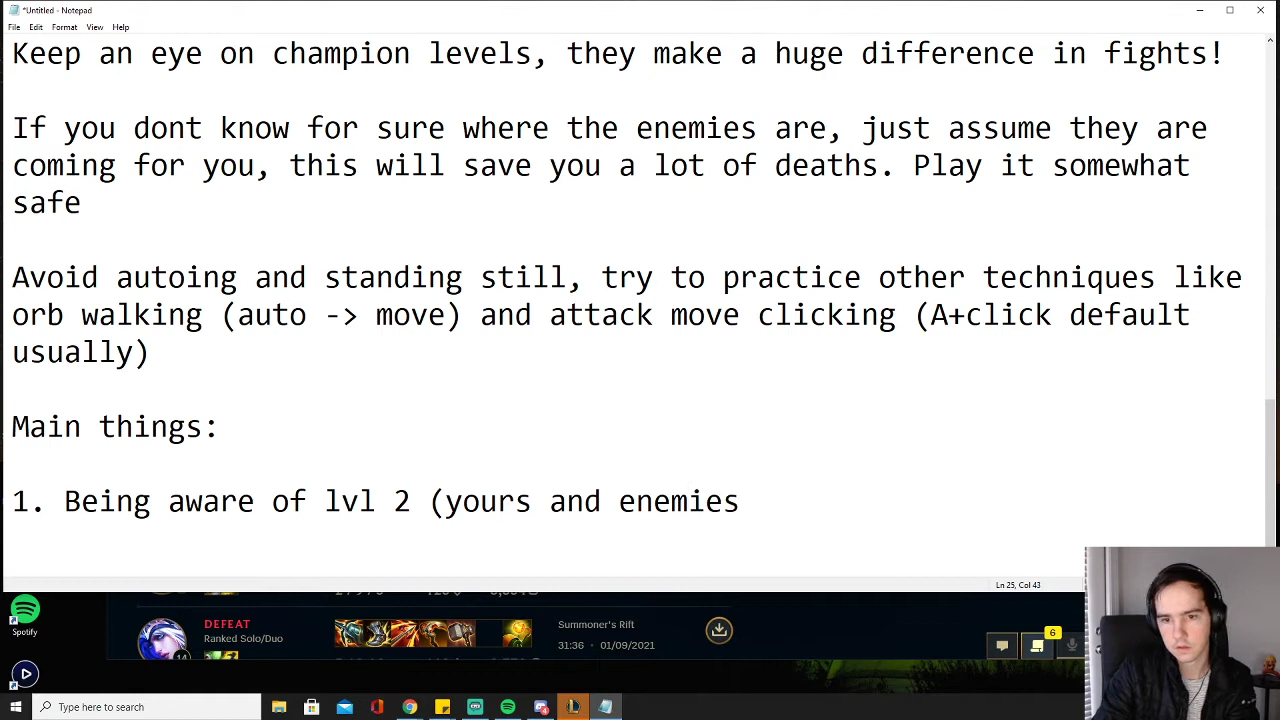 *Untitled - Notepad
File Edit Format View Help
Keep an eye on champion levels, they make a huge difference in fights!
If you dont know for sure where the enemies are, just assume they are
coming for you, this will save you a lot of deaths. Play it somewhat
safe
Avoid autoing and standing still, try to practice other techniques like
orb walking (auto -> move) and attack move clicking (A+click default
usually)
Main things:
1. Being aware of lvl 2 (yours and enemies
Ln 25, Col 43
Spotify
DEFEAT
Ranked Solo/Duo
14
Summoner's Rift
31:36 • 01/09/2021
6
Type here to search